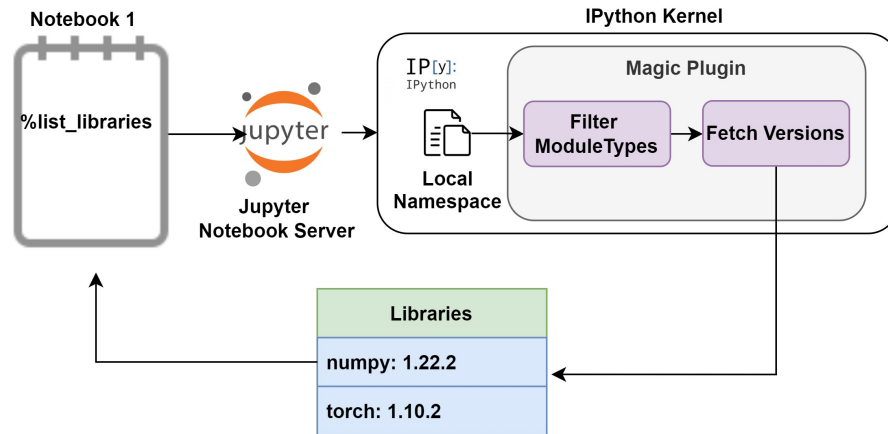 Notebook 1
%list_libraries
jupyter
Jupyter
Notebook Server
IPython Kernel
IP[y]:
IPython
Local
Namespace
Magic Plugin
Filter
ModuleTypes
Fetch Versions
Libraries
numpy: 1.22.2
torch: 1.10.2